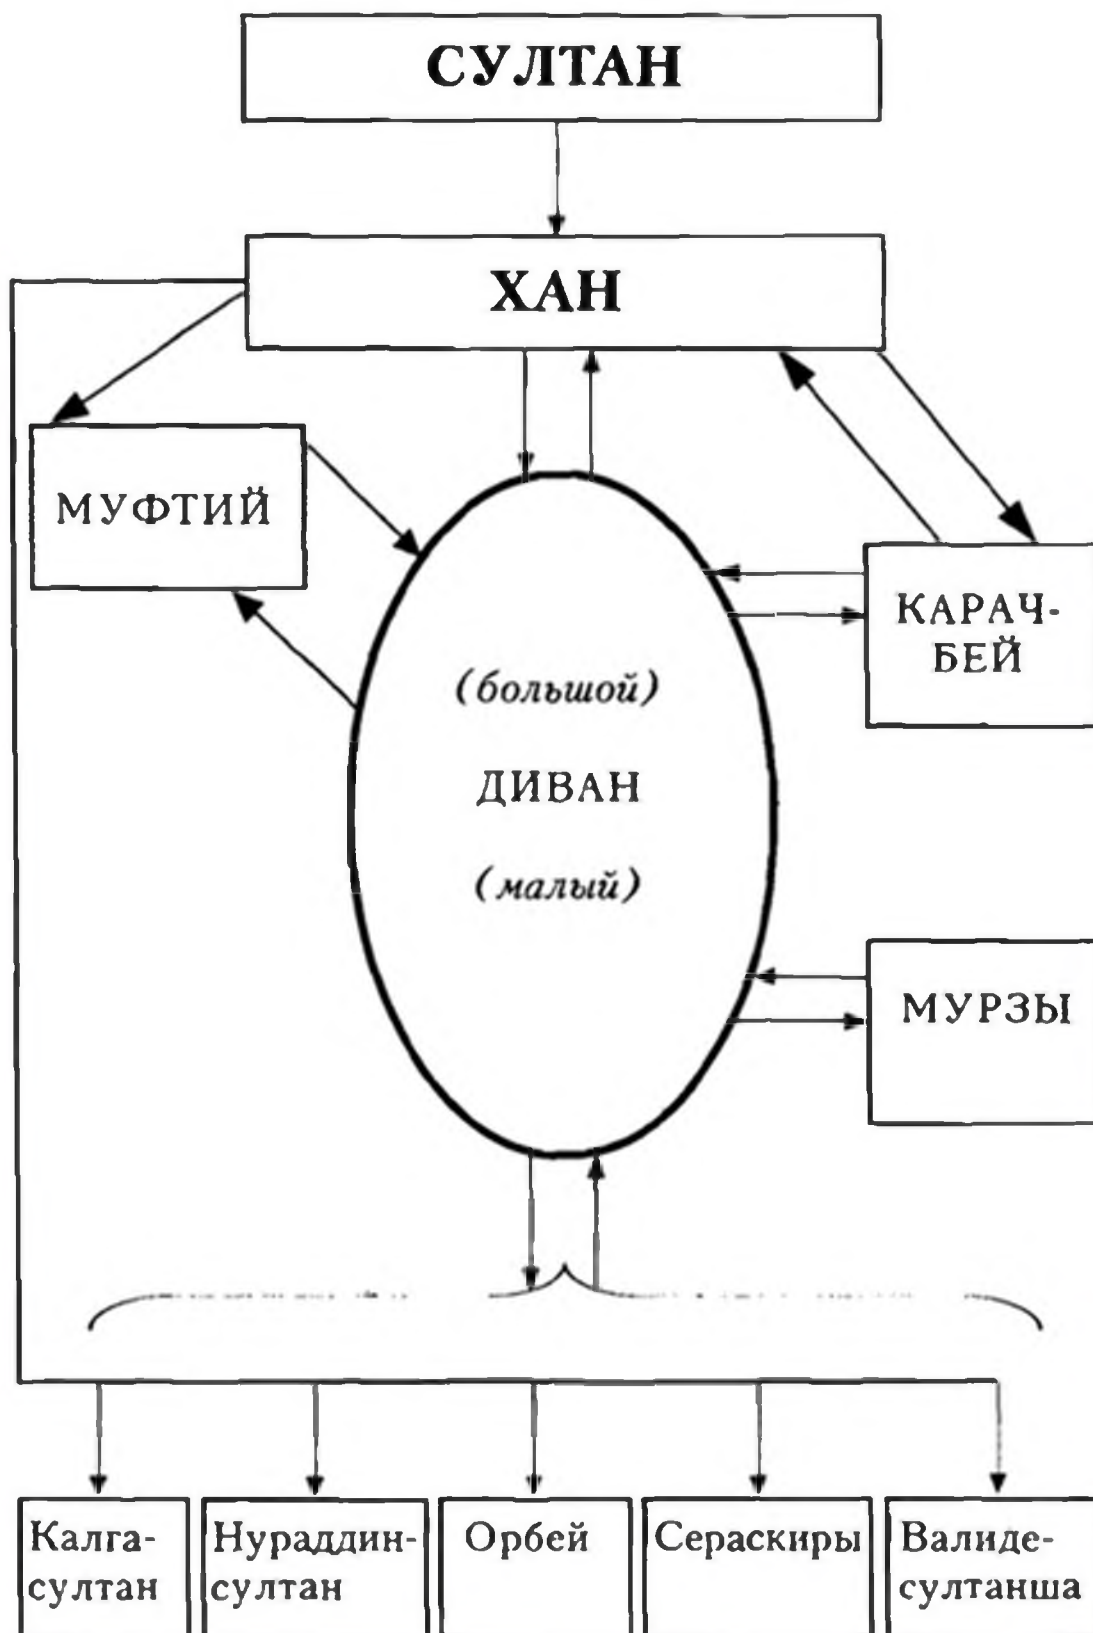 СУЛТАН
ХАН
МУФТИЙ
КАРАЧ-
БЕЙ
(большой)
ДИВАН
(малый)
МУРЗЫ
Калга-
султан
Нураддин-
султан
Орбей
Сераскиры
Валиде-
султанша